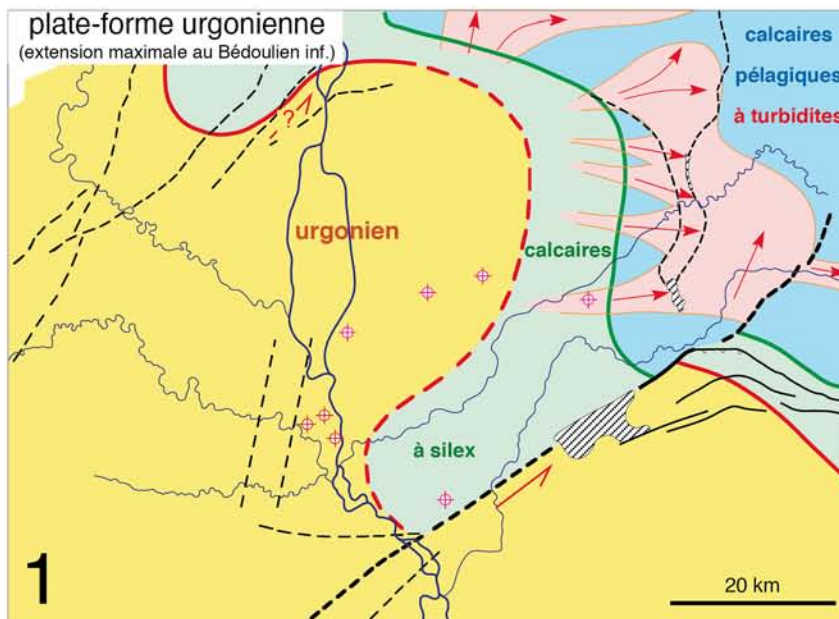 plate-forme urgonienne
(extension maximale au Bédoulien inf.)
calcaires
pélagiques
à turbidites
?
urgonien
calcaires
à silex
1
20 km